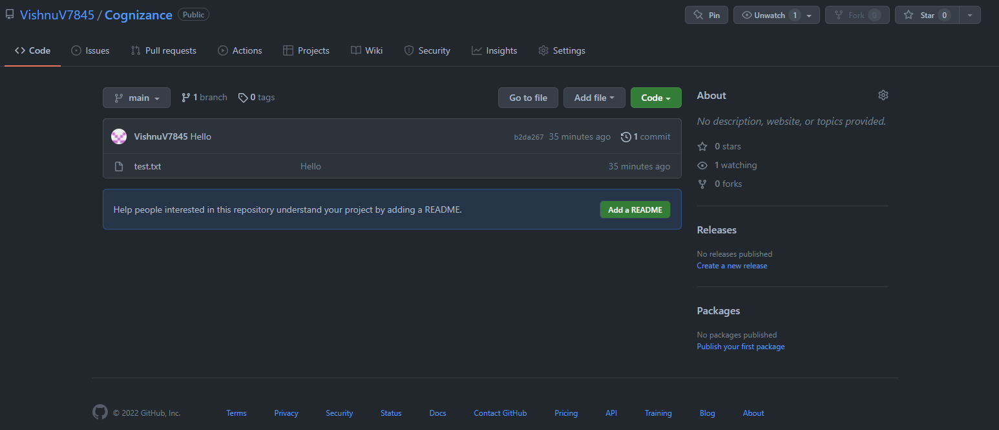 VishnuV7845 / Cognizance Public Pin Unwatch 1 Fork 0 Star 0
<> Code Issues Pull requests Actions Projects Wiki Security Insights Settings
main 1 branch 0 tags Go to file Add file Code
VishnuV7845 Hello b2da267 35 minutes ago 1 commit
test.txt Hello 35 minutes ago
Help people interested in this repository understand your project by adding a README. Add a README
About
No description, website, or topics provided.
0 stars
1 watching
0 forks
Releases
No releases published
Create a new release
Packages
No packages published
Publish your first package
© 2022 GitHub, Inc. Terms Privacy Security Status Docs Contact GitHub Pricing API Training Blog About